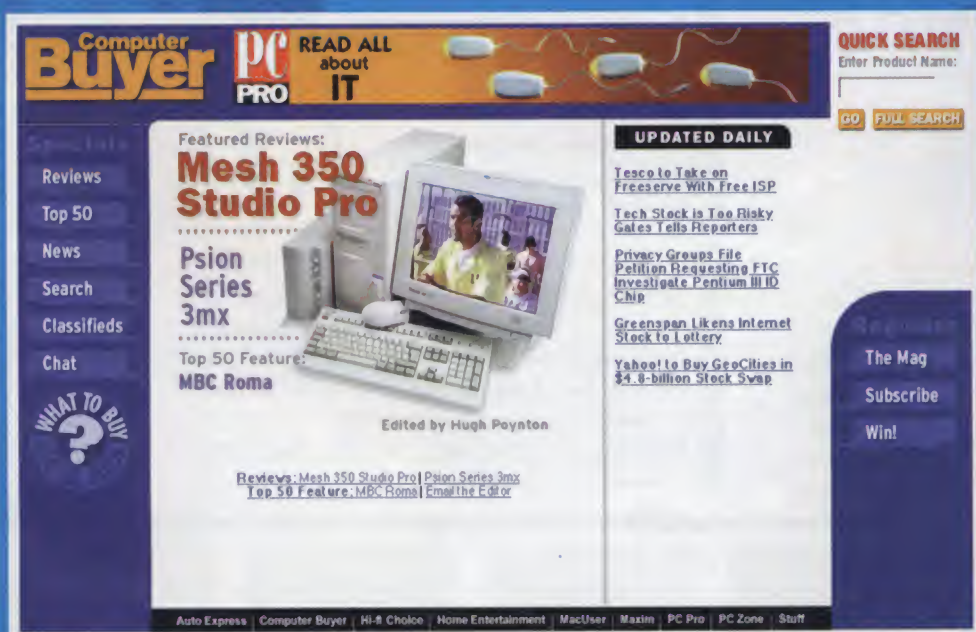 Computer
Buyer
PC
PRO
READ ALL
about
IT
QUICK SEARCH
Enter Product Name:
GO
FULL SEARCH
Specials
Reviews
Top 50
News
Search
Classifieds
Chat
WHAT TO BUY
?
Featured Reviews:
Mesh 350
Studio Pro
Psion
Series
3mx
Top 50 Feature:
MBC Roma
Edited by Hugh Poynton
Reviews: Mesh 350 Studio Pro | Psion Series 3mx
Top 50 Feature: MBC Roma | Email the Editor
UPDATED DAILY
Tesco to Take on
Freeserve With Free ISP
Tech Stock is Too Risky
Gates Tells Reporters
Privacy Groups File
Petition Requesting FTC
Investigate Pentium III ID
Chip
Greenspan Likens Internet
Stock to Lottery
Yahoo! to Buy GeoCities in
$4.8-billion Stock Swap
The Mag
Subscribe
Win!
Auto Express Computer Buyer Hi-fi Choice Home Entertainment MacUser Maxim PC Pro PC Zone Stuff